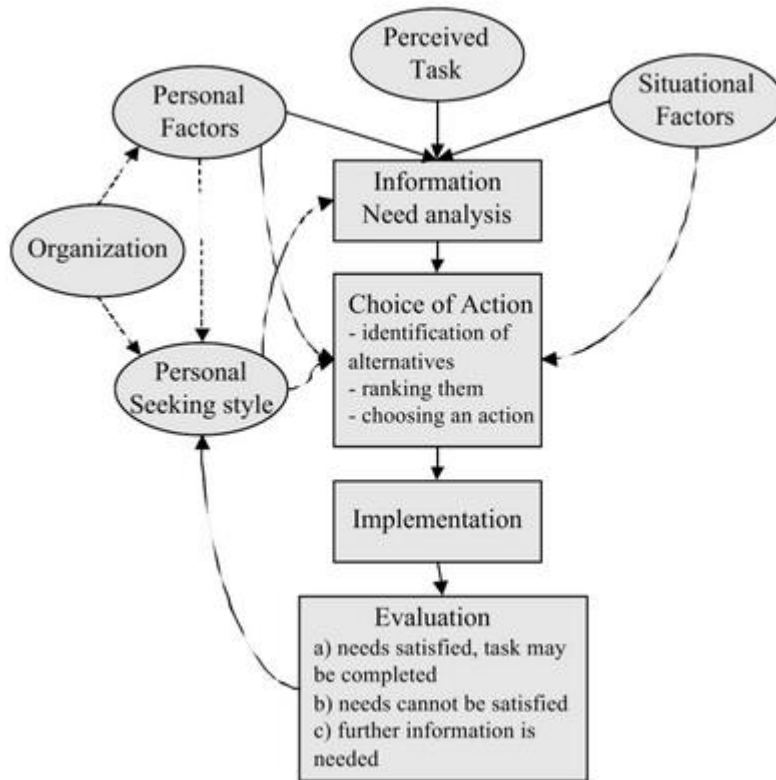 Perceived
Task
Personal
Factors
Situational
Factors
Information
Need analysis
Organization
Choice of Action
- identification of
alternatives
- ranking them
- choosing an action
Personal
Seeking style
Implementation
Evaluation
a) needs satisfied, task may
be completed
b) needs cannot be satisfied
c) further information is
needed